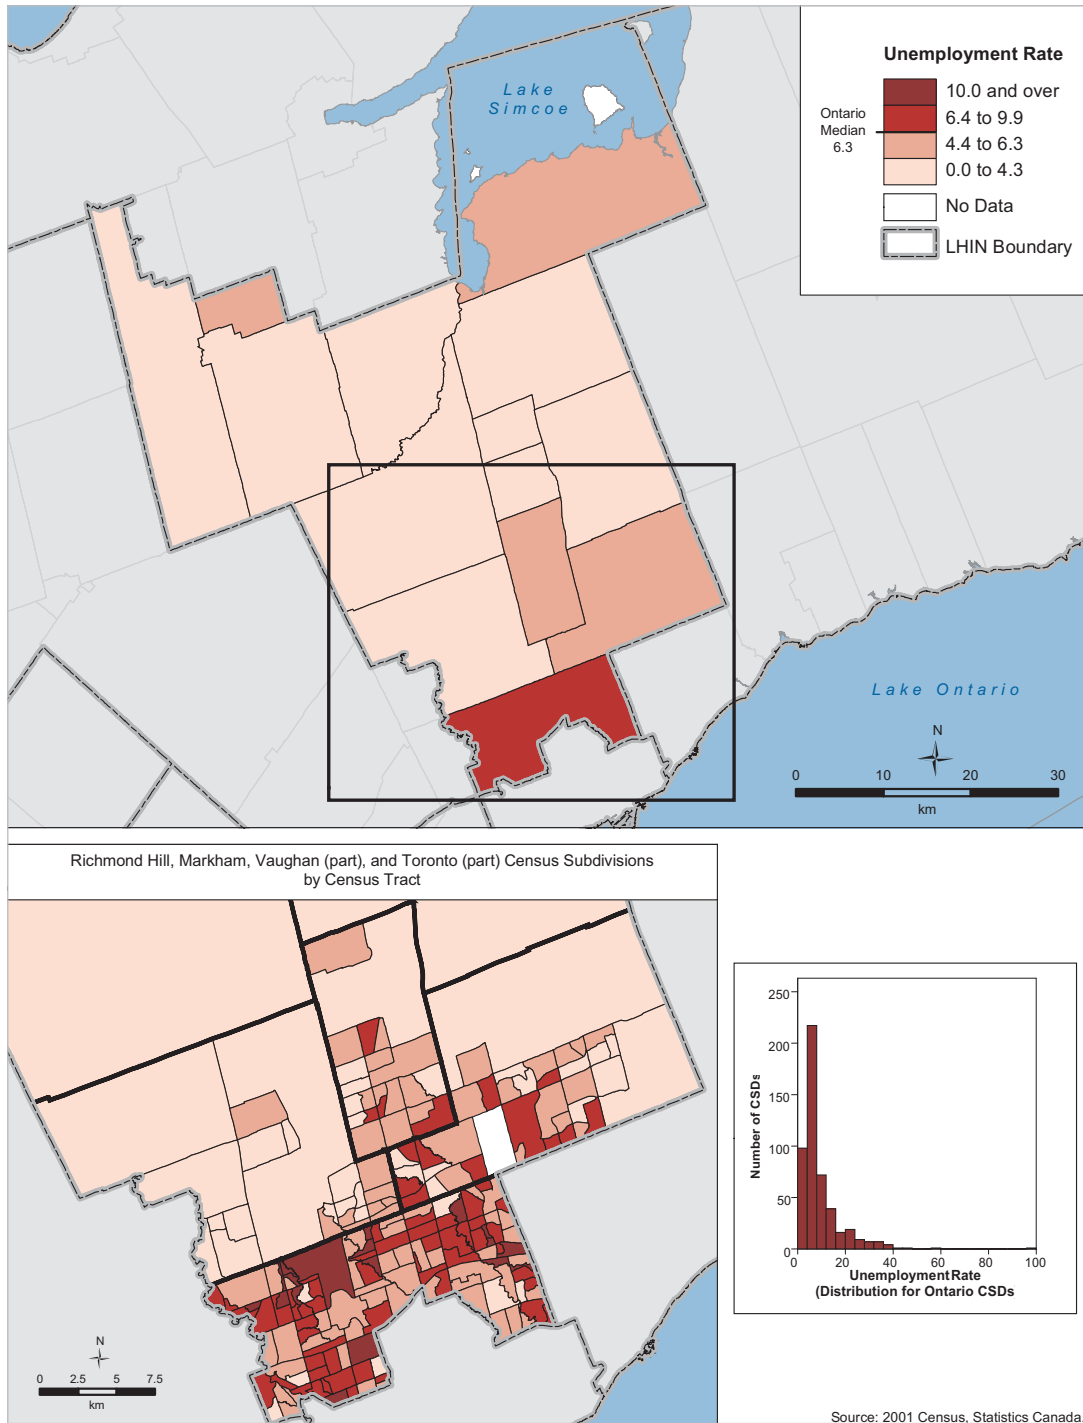 Lake
Simcoe
Unemployment Rate
10.0 and over
6.4 to 9.9
4.4 to 6.3
0.0 to 4.3
No Data
LHIN Boundary
Ontario
Median
6.3
Lake Ontario
N
0 10 20 30
km
Richmond Hill, Markham, Vaughan (part), and Toronto (part) Census Subdivisions
by Census Tract
N
0 2.5 5 7.5
km
Number of CSDs
250
200
150
100
50
0
0 20 40 60 80 100
Unemployment Rate
(Distribution for Ontario CSDs
Source: 2001 Census, Statistics Canada.